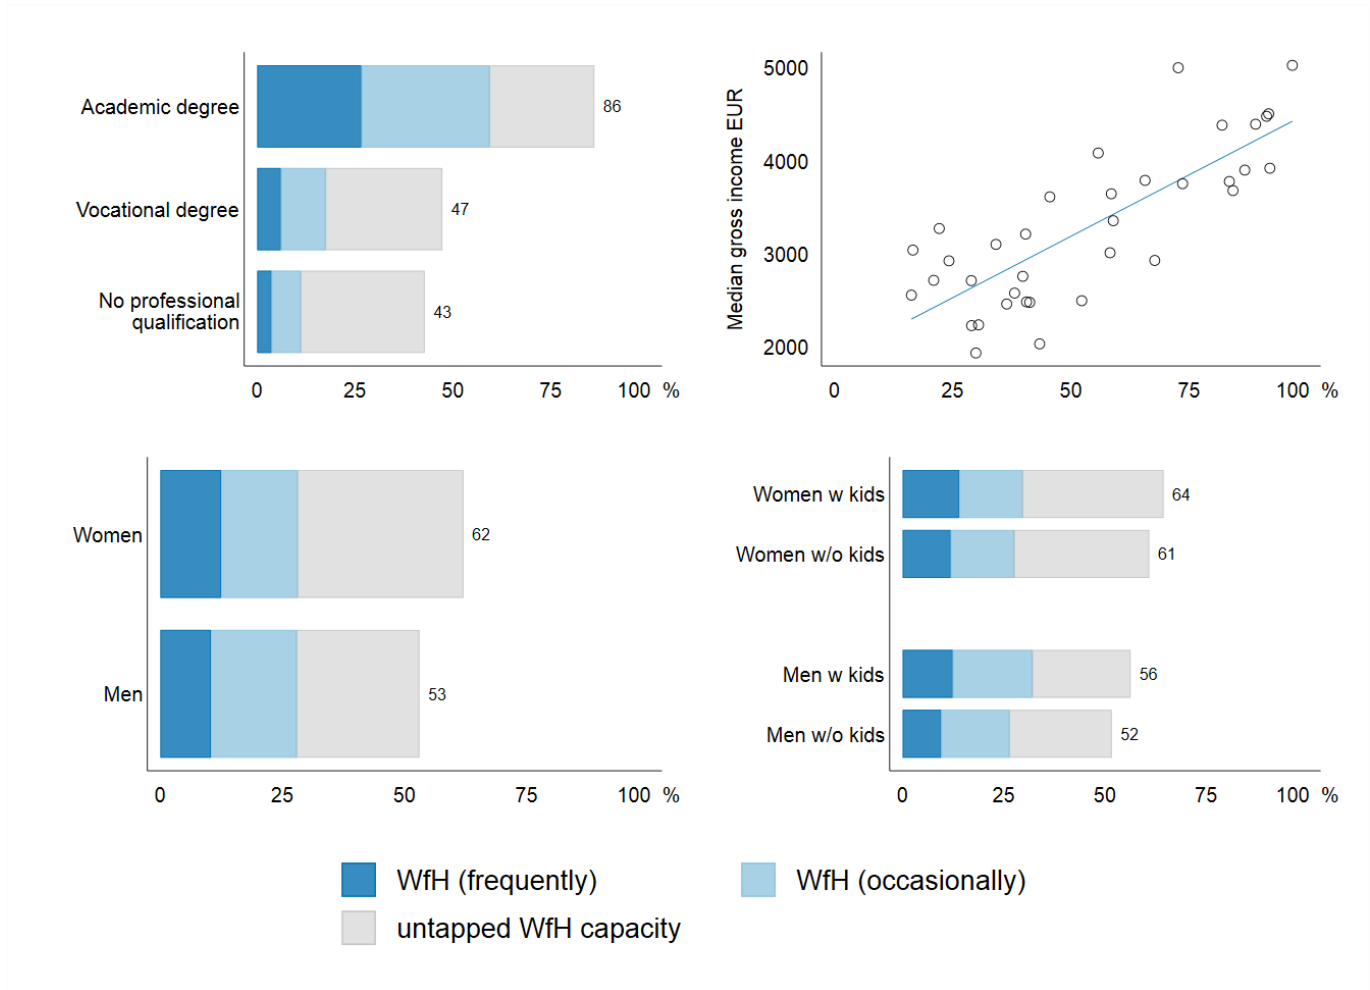 Academic degree
86
Vocational degree
47
No professional
qualification
43
0 25 50 75 100 %
Median gross income EUR
5000
4000
3000
2000
0 25 50 75 100 %
Women
62
Men
53
0 25 50 75 100 %
Women w kids
64
Women w/o kids
61
Men w kids
56
Men w/o kids
52
0 25 50 75 100 %
WfH (frequently)
WfH (occasionally)
untapped WfH capacity